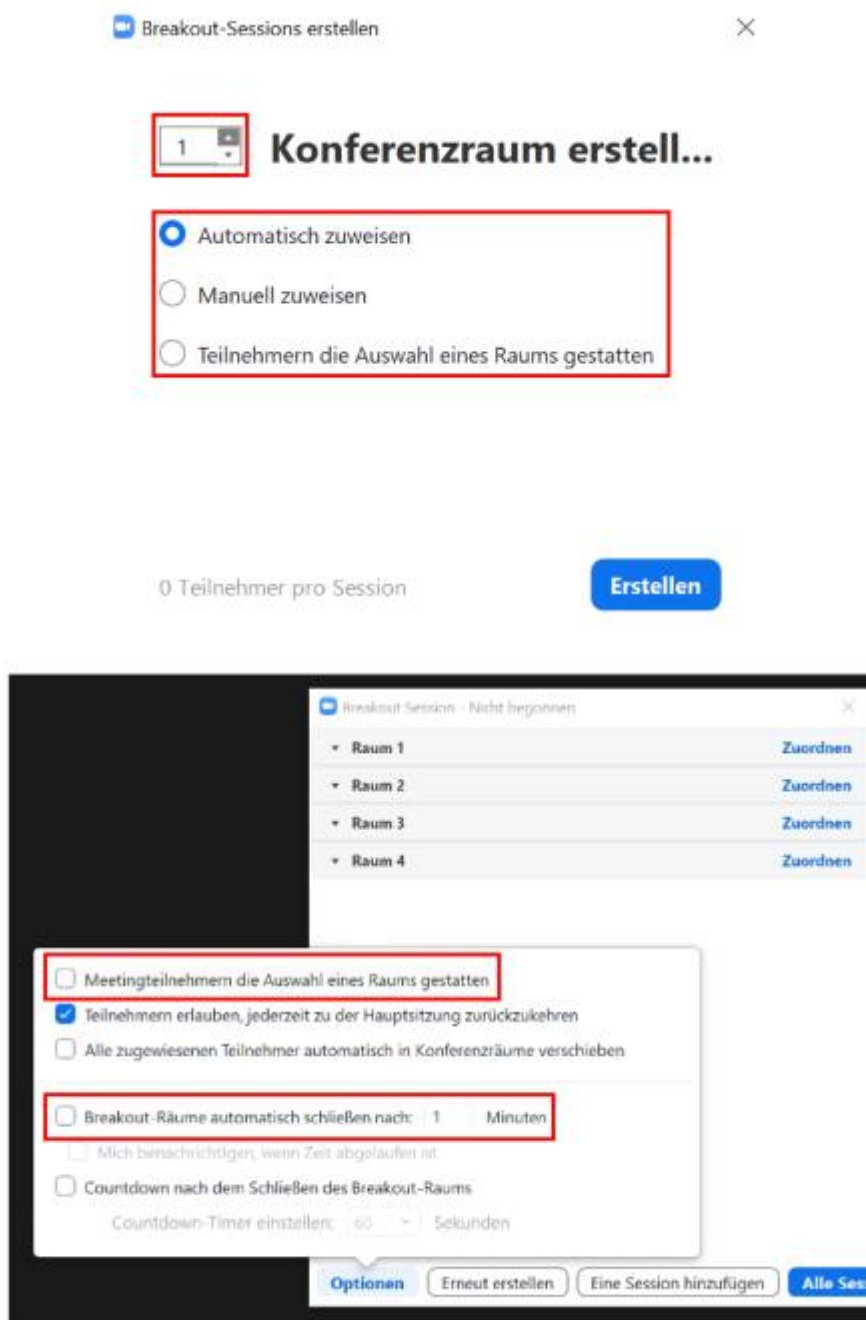 Breakout-Sessions erstellen
1 Konferenzraum erstell...
Automatisch zuweisen
Manuell zuweisen
Teilnehmern die Auswahl eines Raums gestatten
0 Teilnehmer pro Session
Erstellen
Breakout Session - Nicht begonnen
Raum 1 Zuordnen
Raum 2 Zuordnen
Raum 3 Zuordnen
Raum 4 Zuordnen
Meetingteilnehmern die Auswahl eines Raums gestatten
Teilnehmern erlauben, jederzeit zu der Hauptsitzung zurückzukehren
Alle zugewiesenen Teilnehmer automatisch in Konferenzräume verschieben
Breakout-Räume automatisch schließen nach: 1 Minuten
Mich benachrichtigen, wenn Zeit abgelaufen ist
Countdown nach dem Schließen des Breakout-Raums
Countdown-Timer einstellen: 60 Sekunden
Optionen Erneut erstellen Eine Session hinzufügen Alle Ses